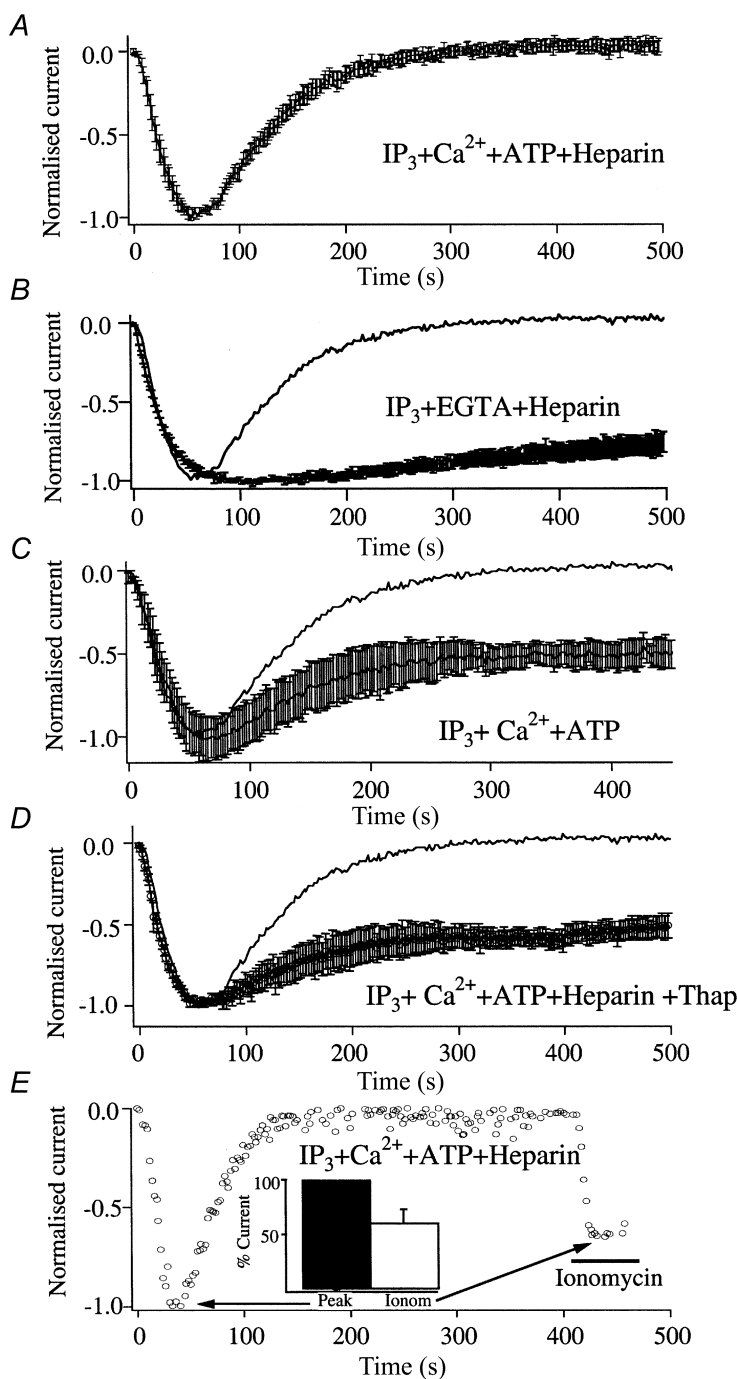 A
Normalised current
0.0
-0.5
-1.0
IP3+Ca2++ATP+Heparin
0 100 200 300 400 500
Time (s)
B
Normalised current
0.0
-0.5
-1.0
IP3+EGTA+Heparin
0 100 200 300 400 500
Time (s)
C
Normalised current
0.0
-0.5
-1.0
IP3+ Ca2++ATP
0 100 200 300 400
Time (s)
D
Normalised current
0.0
-0.5
-1.0
IP3+ Ca2++ATP+Heparin +Thap
0 100 200 300 400 500
Time (s)
E
Normalised current
0.0
-0.5
-1.0
IP3+Ca2++ATP+Heparin
% Current
100
50
Peak Ionom
Ionomycin
0 100 200 300 400 500
Time (s)